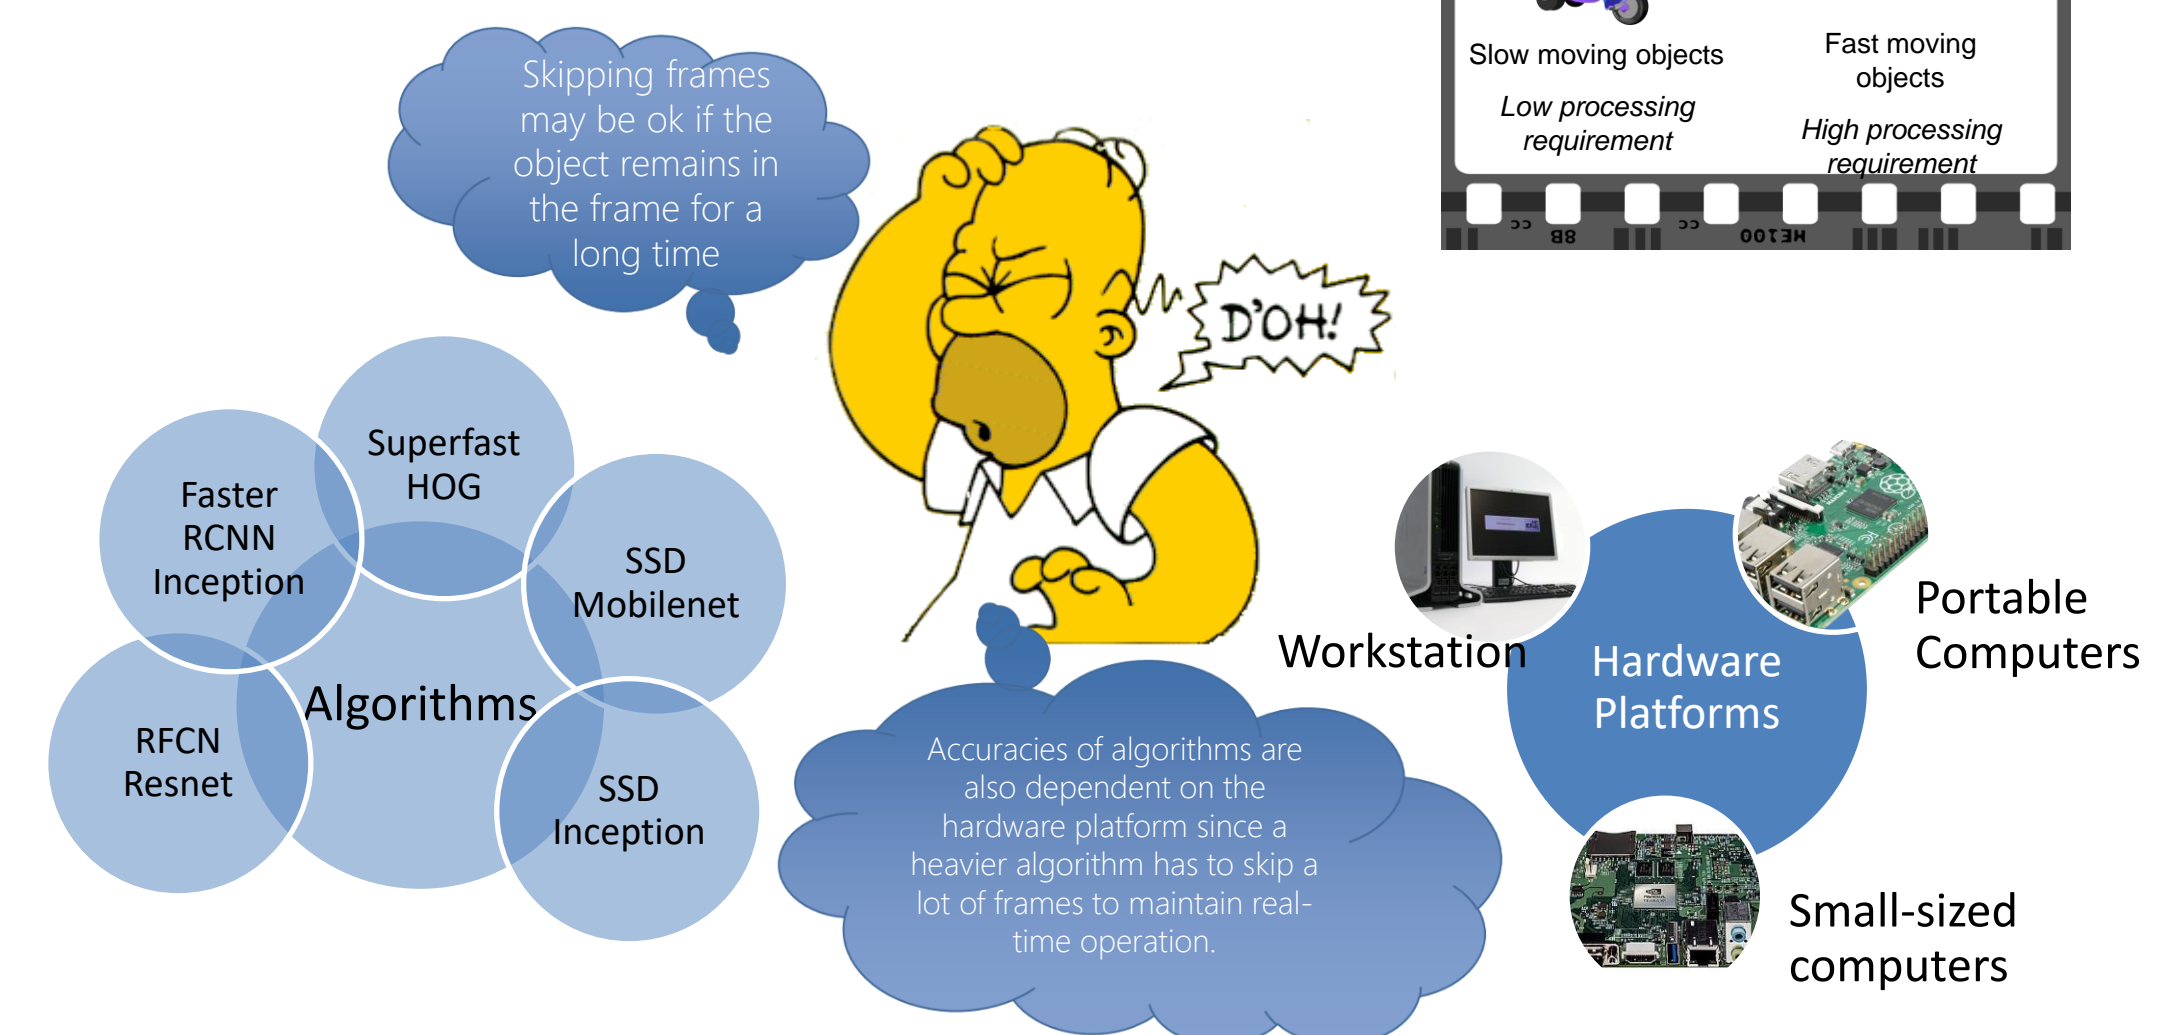 Skipping frames
may be ok if the
object remains in
the frame for a
long time
Slow moving objects
Low processing
requirement
Fast moving
objects
High processing
requirement
D'OH!
Superfast
HOG
Faster
RCNN
Inception
SSD
Mobilenet
Algorithms
RFCN
Resnet
SSD
Inception
Accuracies of algorithms are
also dependent on the
hardware platform since a
heavier algorithm has to skip a
lot of frames to maintain real-
time operation.
Workstation
Hardware
Platforms
Portable
Computers
Small-sized
computers